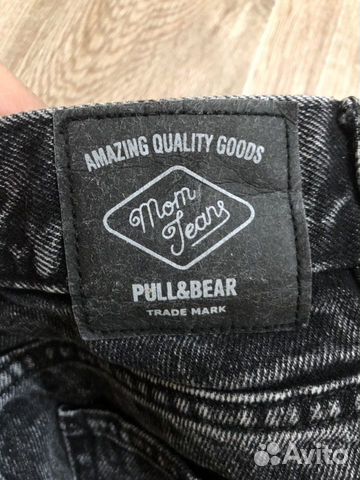 AMAZING QUALITY GOODS
Mom
Jeans
PULL&BEAR
TRADE MARK
Avito